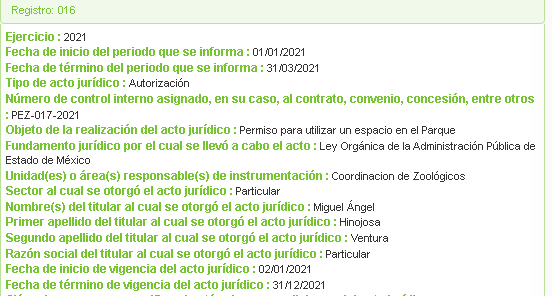 Registro: 016
Ejercicio : 2021
Fecha de inicio del periodo que se informa : 01/01/2021
Fecha de término del periodo que se informa : 31/03/2021
Tipo de acto jurídico : Autorización
Número de control interno asignado, en su caso, al contrato, convenio, concesión, entre otros
: PEZ-017-2021
Objeto de la realización del acto jurídico : Permiso para utilizar un espacio en el Parque
Fundamento jurídico por el cual se llevó a cabo el acto : Ley Orgánica de la Administración Pública de
Estado de México
Unidad(es) o área(s) responsable(s) de instrumentación : Coordinacion de Zoológicos
Sector al cual se otorgó el acto jurídico : Particular
Nombre(s) del titular al cual se otorgó el acto jurídico : Miguel Ángel
Primer apellido del titular al cual se otorgó el acto jurídico : Hinojosa
Segundo apellido del titular al cual se otorgó el acto jurídico : Ventura
Razón social del titular al cual se otorgó el acto jurídico : Particular
Fecha de inicio de vigencia del acto jurídico : 02/01/2021
Fecha de término de vigencia del acto jurídico : 31/12/2021